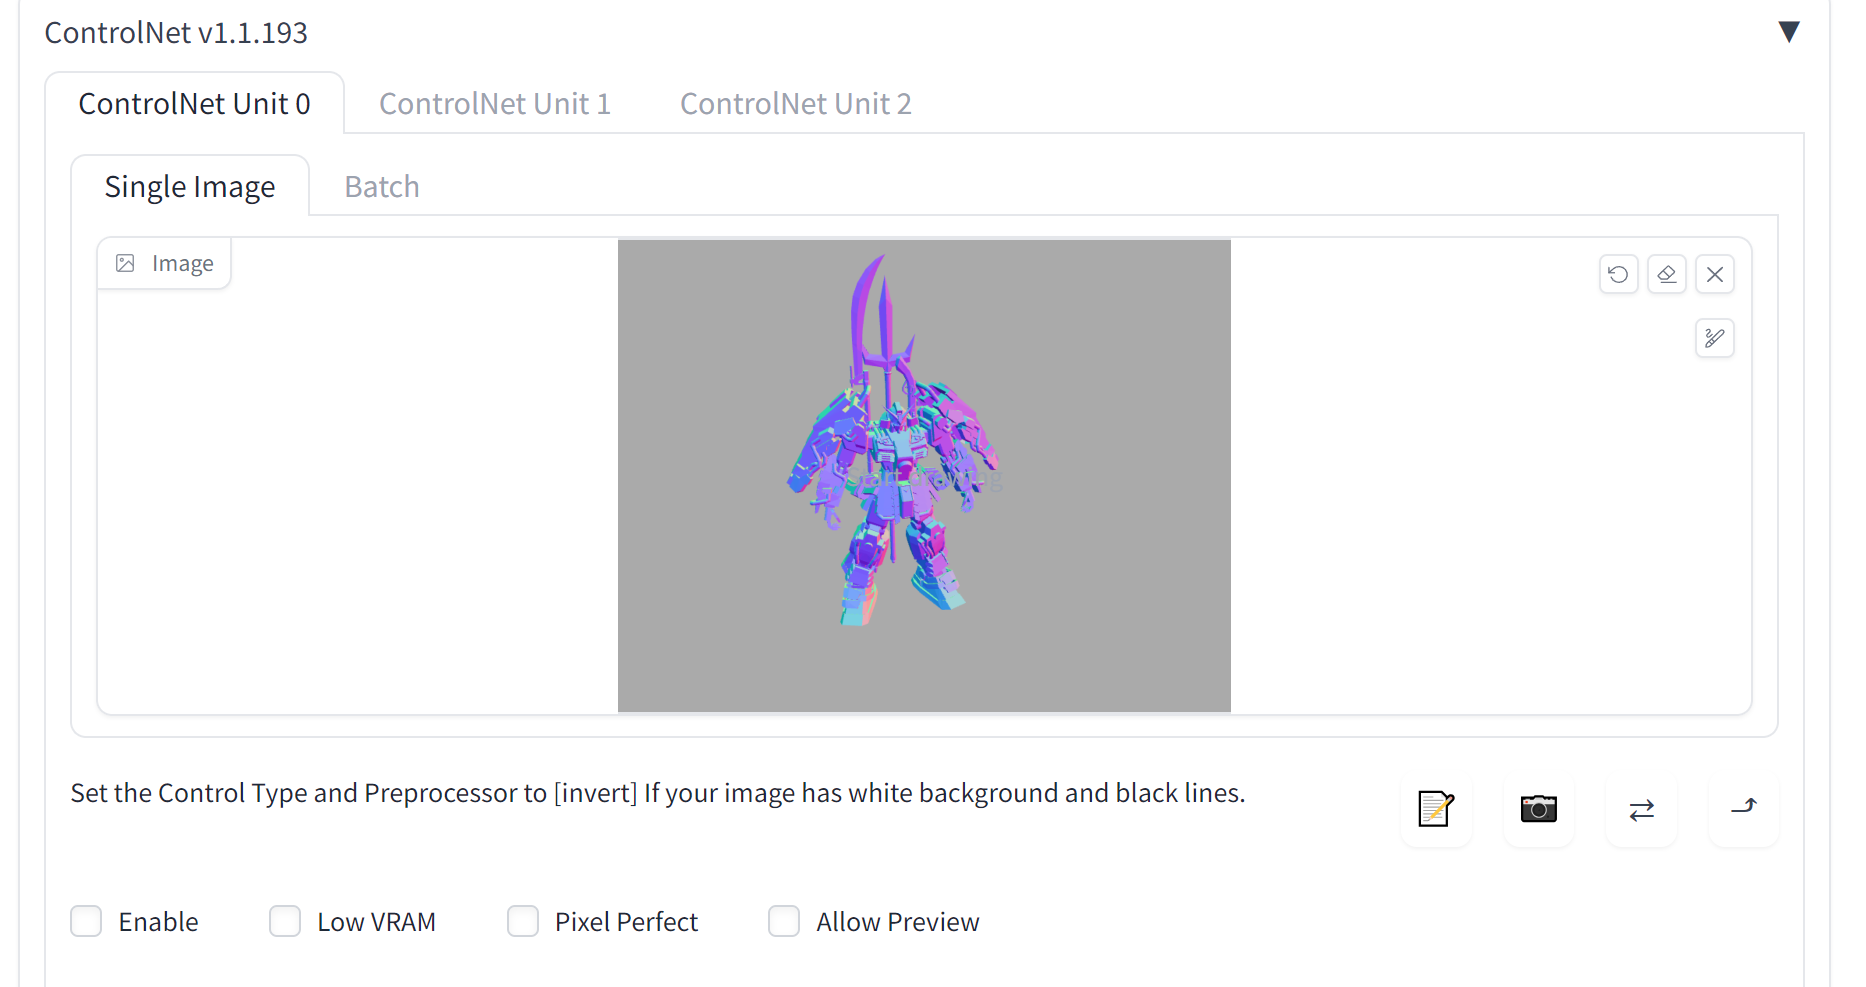 ControlNet v1.1.193
ControlNet Unit 0 ControlNet Unit 1 ControlNet Unit 2
Single Image Batch
Image
Start drawing
Set the Control Type and Preprocessor to [invert] If your image has white background and black lines.
Enable Low VRAM Pixel Perfect Allow Preview